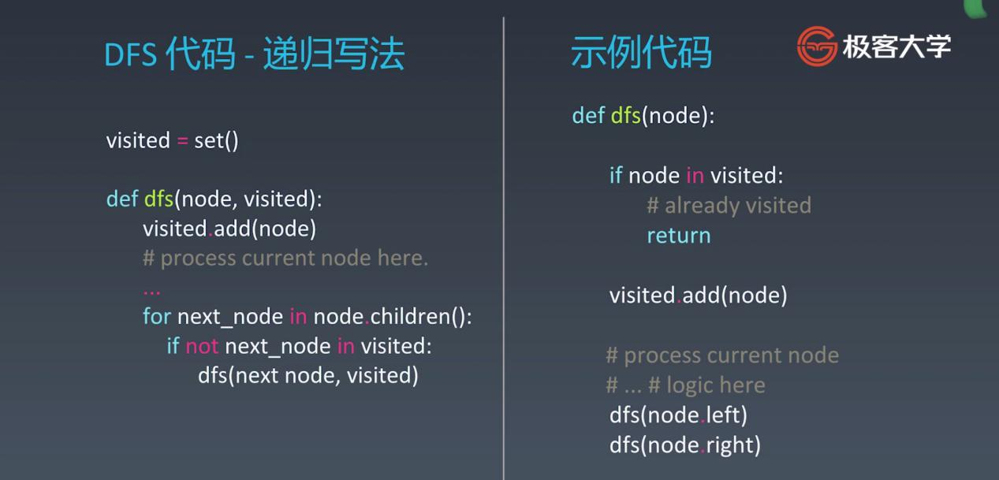 DFS 代码 - 递归写法
visited = set()
def dfs(node, visited):
visited.add(node)
# process current node here.
...
for next_node in node.children():
if not next_node in visited:
dfs(next node, visited)
示例代码
极客大学
def dfs(node):
if node in visited:
# already visited
return
visited.add(node)
# process current node
# ... # logic here
dfs(node.left)
dfs(node.right)